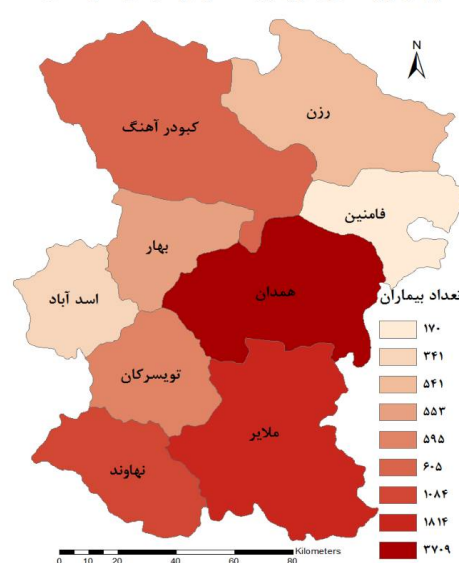 N
رزن
کبودر آهنگ
فامنین
بهار
همدان
اسد آباد
تعداد بیماران
تویسرکان
ملایر
نهاوند
۱۷۰
۳۴۱
۵۴۱
۵۵۳
۵۹۵
۶۰۵
۱۰۸۴
۱۸۱۴
۳۷۰۹
Kilometers
0 5 10 20 40 60 80